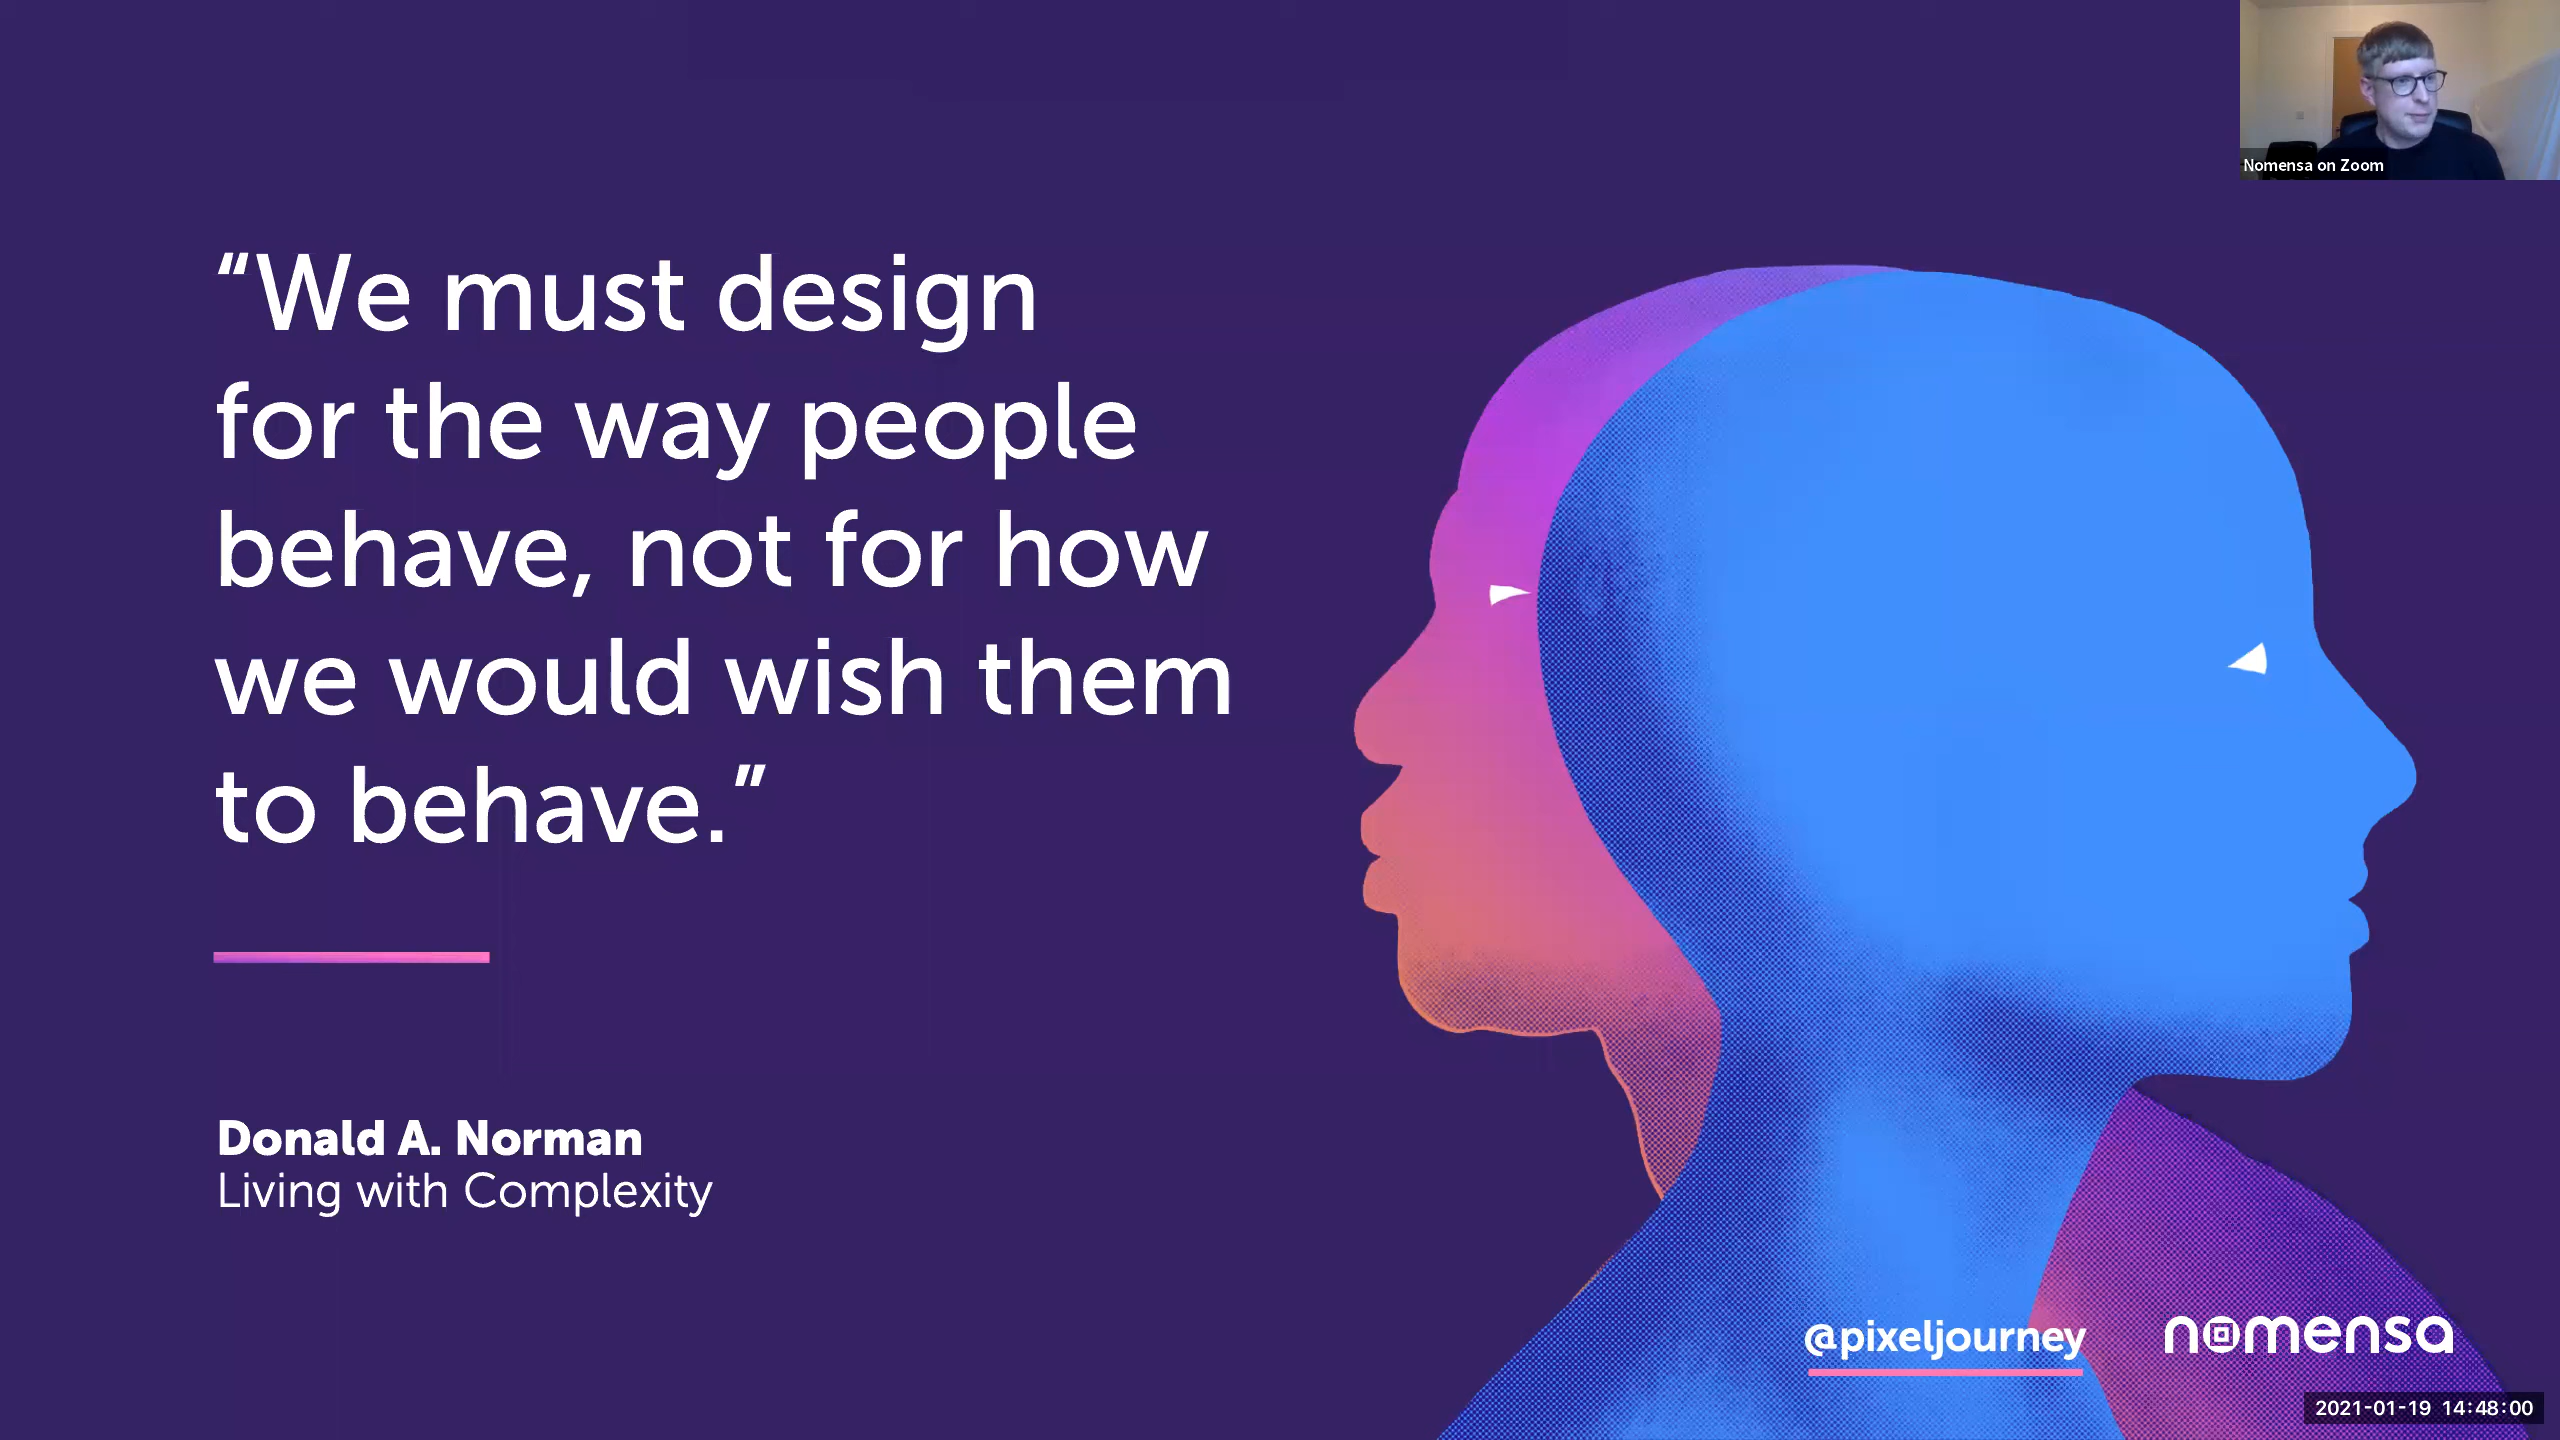 Nomensa on Zoom
“We must design
for the way people
behave, not for how
we would wish them
to behave.”
Donald A. Norman
Living with Complexity
@pixeljourney
nomensa
2021-01-19 14:48:00